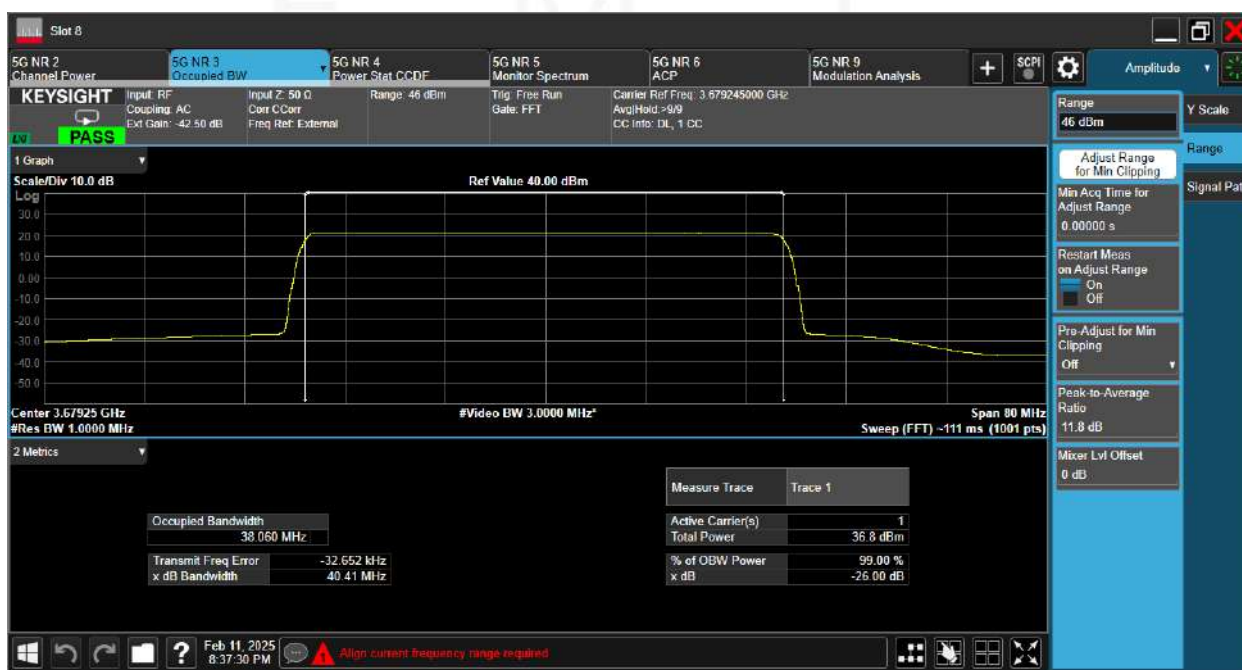 Slot 8
5G NR 2
Channel Power
5G NR 3
Occupied BW
5G NR 4
Power Stat CCDF
5G NR 5
Monitor Spectrum
5G NR 6
ACP
5G NR 9
Modulation Analysis
SCPI
Amplitude
KEYSIGHT
PASS
Input: RF
Coupling: AC
Ext Gain: -42.50 dB
Input Z: 50 Ω
Corr CCorr
Freq Ref: External
Range: 46 dBm
Trig: Free Run
Gate: FFT
Carrier Ref Freq: 3.679245000 GHz
Avg|Hold:>9/9
CC Info: DL, 1 CC
1 Graph
Scale/Div 10.0 dB
Ref Value 40.00 dBm
Log
30.0
20.0
10.0
0.00
-10.0
-20.0
-30.0
-40.0
-50.0
Center 3.67925 GHz
#Video BW 3.0000 MHz*
Span 80 MHz
#Res BW 1.0000 MHz
Sweep (FFT) ~111 ms (1001 pts)
2 Metrics
Measure Trace Trace 1
Occupied Bandwidth
38.060 MHz
Active Carrier(s) 1
Total Power 36.8 dBm
Transmit Freq Error -32.652 kHz
x dB Bandwidth 40.41 MHz
% of OBW Power 99.00 %
x dB -26.00 dB
Range
46 dBm
Adjust Range
for Min Clipping
Min Acq Time for
Adjust Range
0.00000 s
Restart Meas
on Adjust Range
On
Off
Pre-Adjust for Min
Clipping
Off
Peak-to-Average
Ratio
11.8 dB
Mixer Lvl Offset
0 dB
Y Scale
Range
Signal Pat
?
Feb 11, 2025
8:37:30 PM
Align current frequency range required